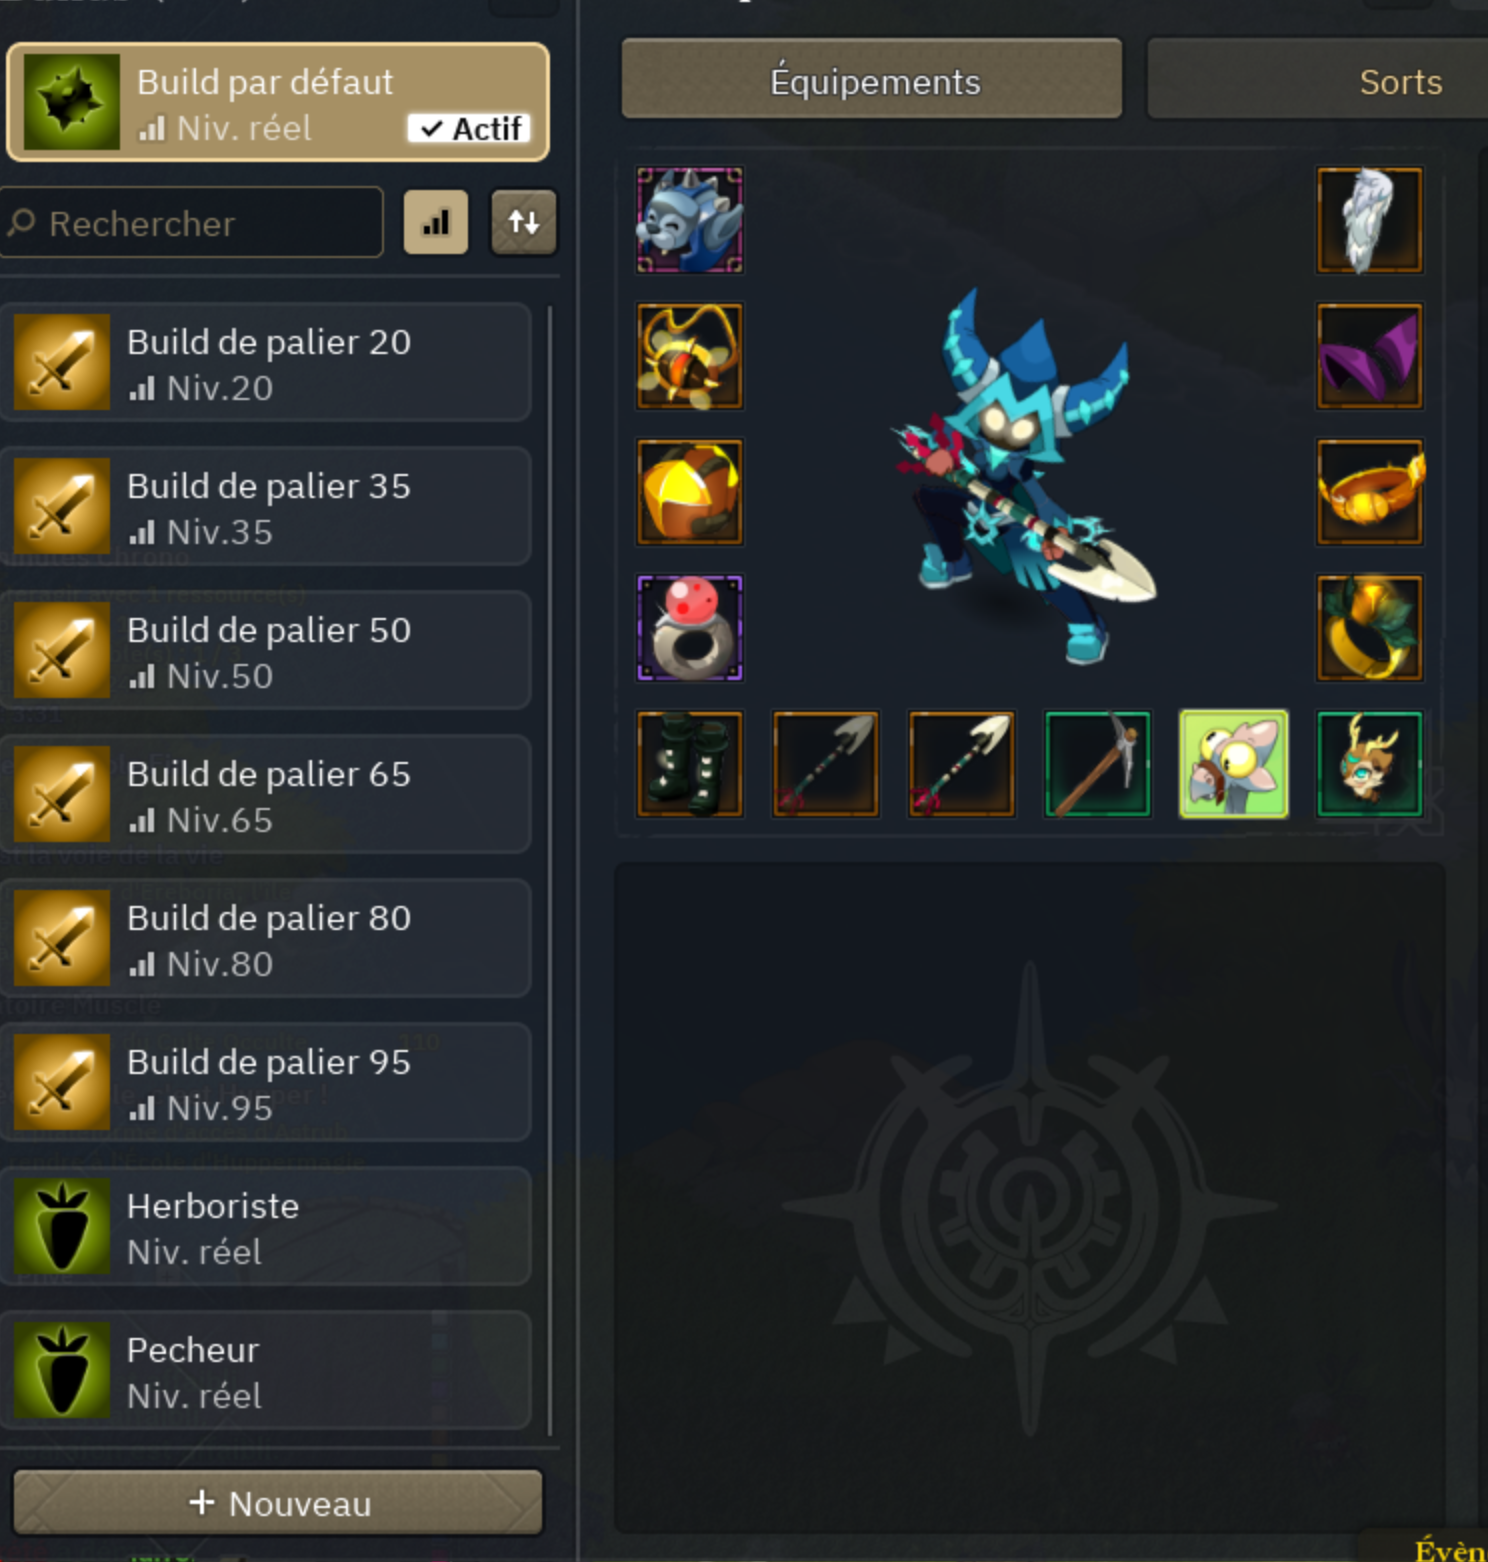 Build par défaut
Niv. réel
Actif
Rechercher
Build de palier 20
Niv.20
Build de palier 35
Niv.35
Build de palier 50
Niv.50
Build de palier 65
Niv.65
Build de palier 80
Niv.80
Build de palier 95
Niv.95
Herboriste
Niv. réel
Pecheur
Niv. réel
+ Nouveau
Équipements
Sorts
Évèn